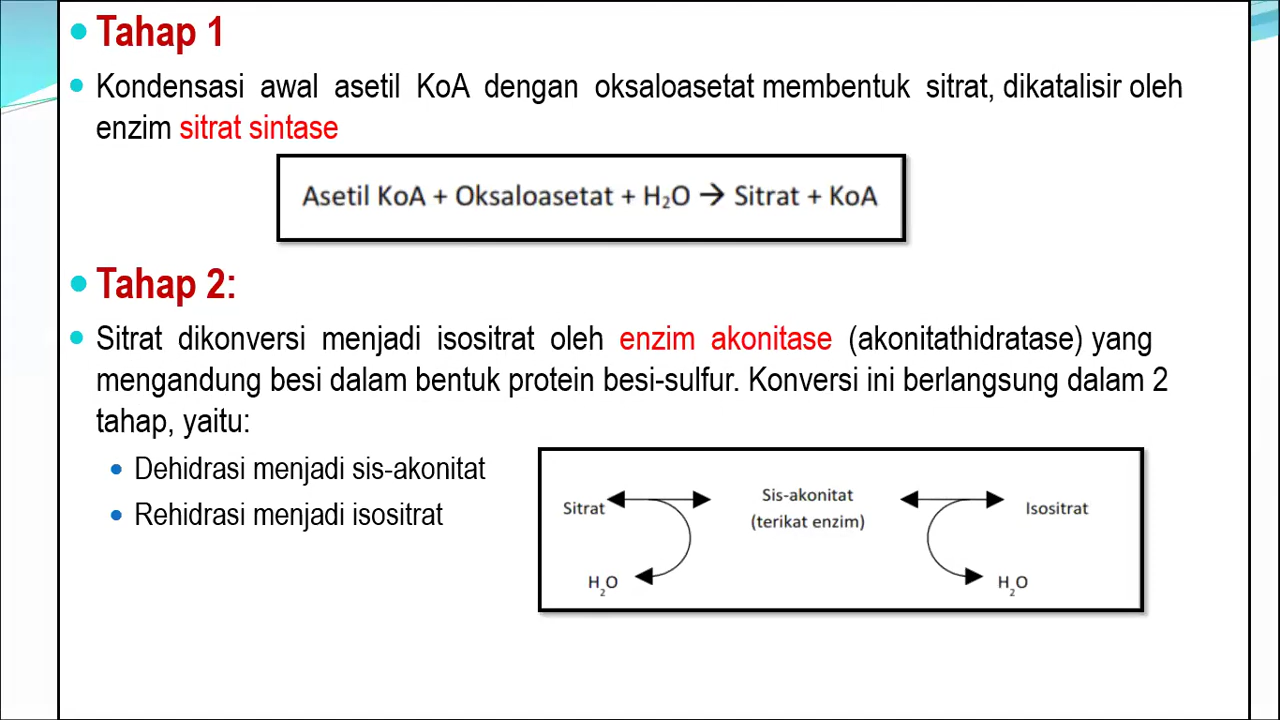 Tahap 1
Kondensasi awal asetil KoA dengan oksaloasetat membentuk sitrat, dikatalisir oleh
enzim sitrat sintase
Asetil KoA + Oksaloasetat + H₂O → Sitrat + KoA
Tahap 2:
Sitrat dikonversi menjadi isositrat oleh enzim akonitase (akonitathidratase) yang
mengandung besi dalam bentuk protein besi-sulfur. Konversi ini berlangsung dalam 2
tahap, yaitu:
Dehidrasi menjadi sis-akonitat
Rehidrasi menjadi isositrat
Sitrat
Sis-akonitat
(terikat enzim)
Isositrat
H₂O
H₂O